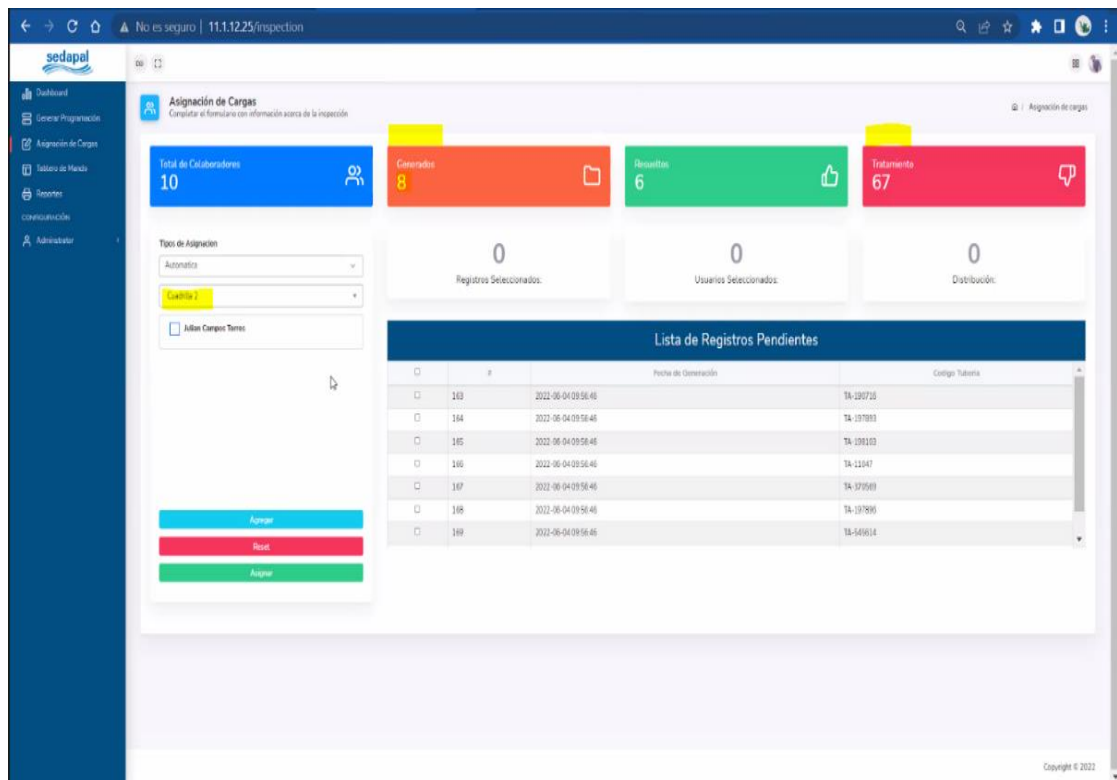 No es seguro | 11.1.12.25/inspection
sedapal
Dashboard
Generar Programación
Asignación de Cargas
Tablero de Mando
Reportes
CONFIGURACIÓN
Administrator
Asignación de Cargas
Completar el formulario con información acerca de la inspección
Asignación de cargas
Total de Colaboradores
10
Generados
8
Resueltos
6
Tratamiento
67
Tipos de Asignacion
Automatica
Cuadrilla 2
Julian Campos Torres
Agregar
Reset
Asignar
0
Registros Seleccionados:
0
Usuarios Seleccionados:
0
Distribución:
Lista de Registros Pendientes
# Fecha de Generación Codigo Tuberia
163 2022-06-04 09:56:46 TA-190716
164 2022-06-04 09:56:46 TA-197893
165 2022-06-04 09:56:46 TA-198103
166 2022-06-04 09:56:46 TA-11047
167 2022-06-04 09:56:46 TA-370569
168 2022-06-04 09:56:46 TA-197896
169 2022-06-04 09:56:46
Copyright © 2022